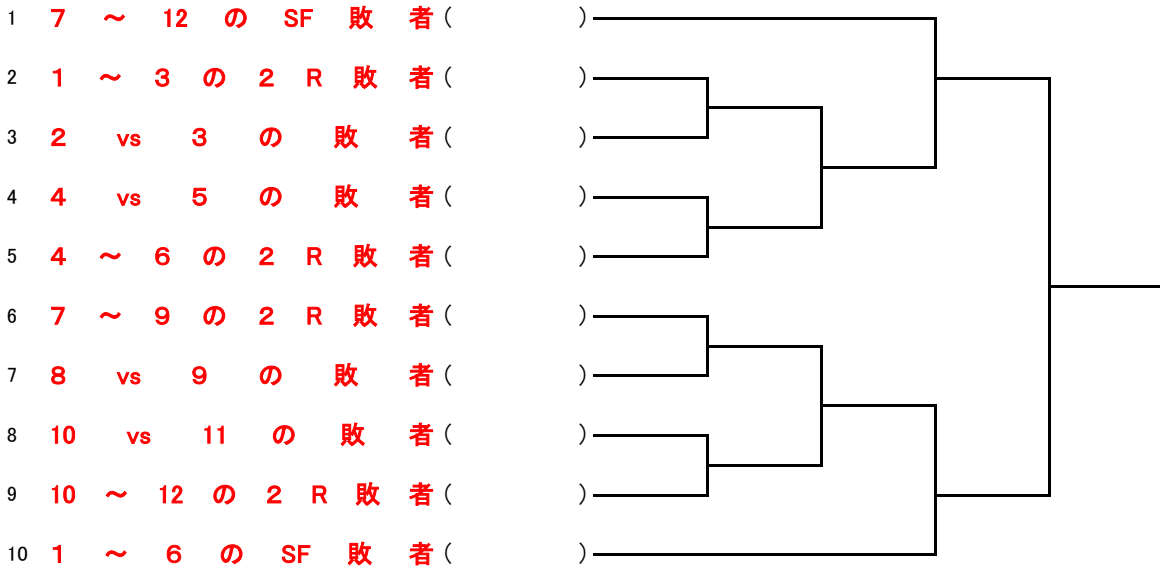 1 7 ～ 12 の SF 敗 者 ( )
2 1 ～ 3 の 2 R 敗 者 ( )
3 2 vs 3 の 敗 者 ( )
4 4 vs 5 の 敗 者 ( )
5 4 ～ 6 の 2 R 敗 者 ( )
6 7 ～ 9 の 2 R 敗 者 ( )
7 8 vs 9 の 敗 者 ( )
8 10 vs 11 の 敗 者 ( )
9 10 ～ 12 の 2 R 敗 者 ( )
10 1 ～ 6 の SF 敗 者 ( )